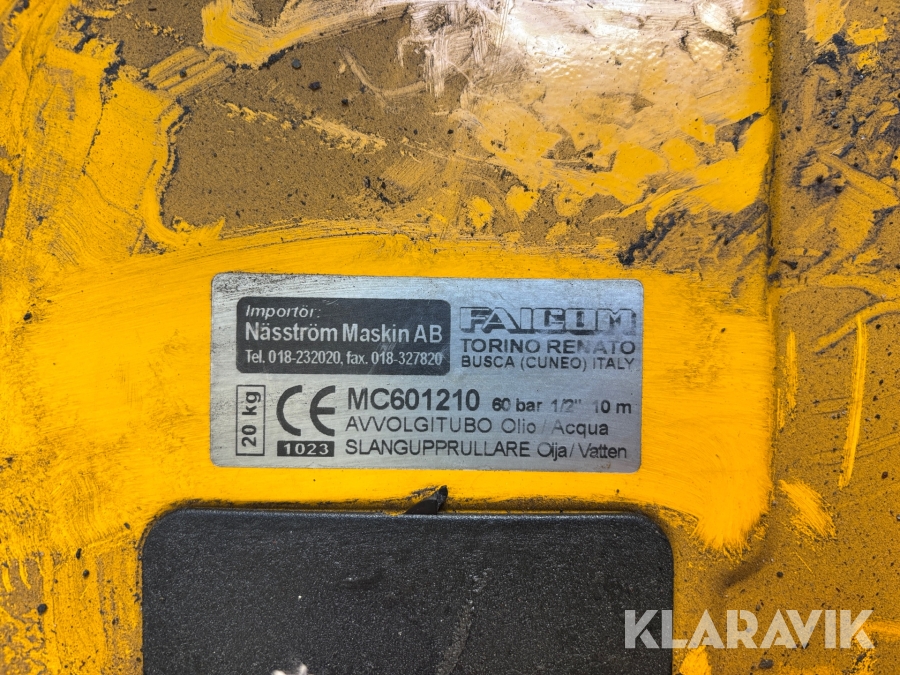 Importör:
Näsström Maskin AB
Tel. 018-232020, fax. 018-327820
FAICOM
TORINO RENATO
BUSCA (CUNEO) ITALY
20 kg
CE
1023
MC601210 60 bar 1/2" 10 m
AVVOLGITUBO Olio / Acqua
SLANGUPPRULLARE Olja / Vatten
KLARAVIK